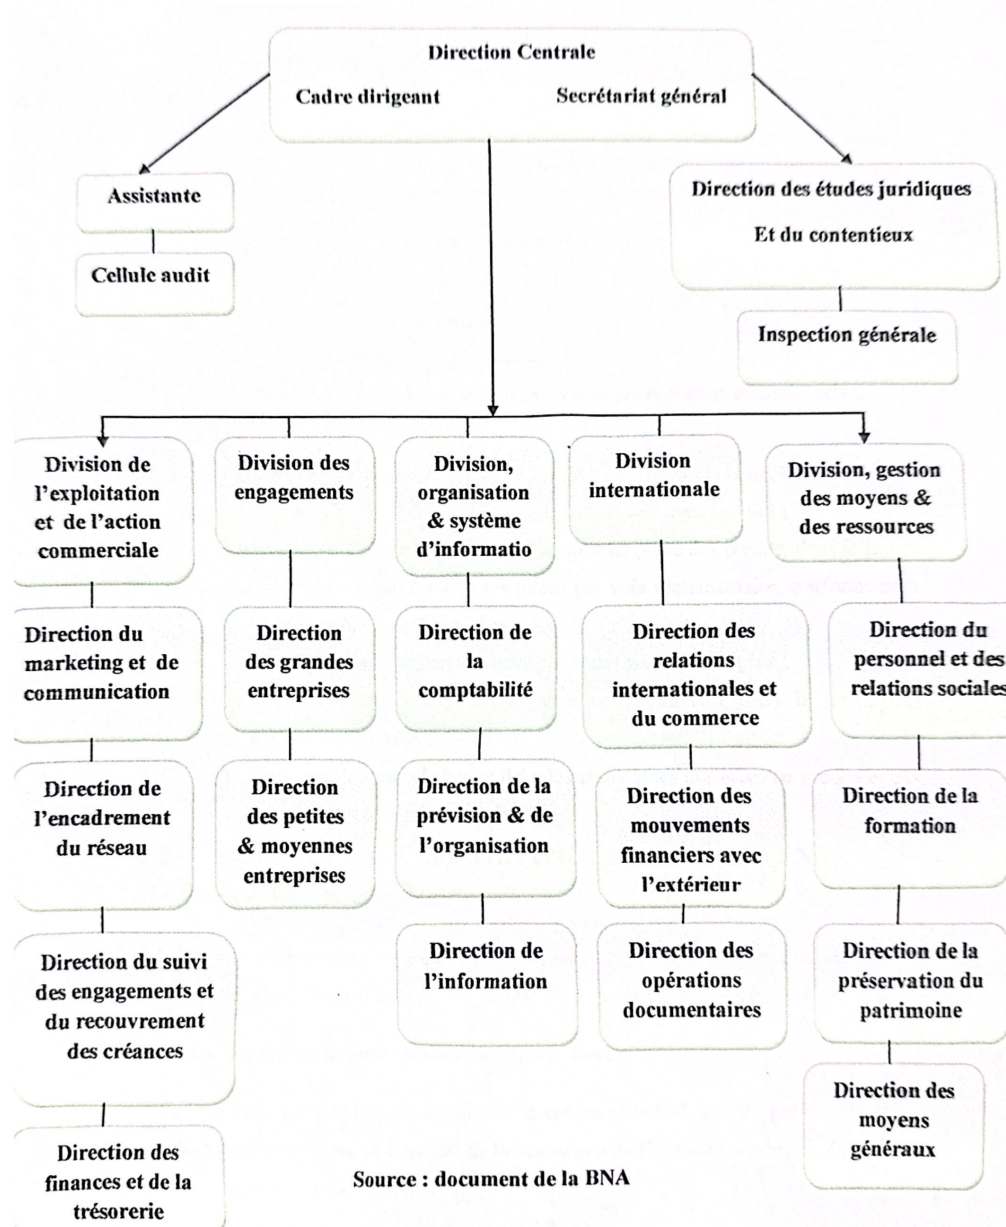 Direction Centrale
Cadre dirigeant
Secrétariat général
Assistante
Cellule audit
Direction des études juridiques
Et du contentieux
Inspection générale
Division de
l'exploitation
et de l'action
commerciale
Direction du
marketing et de
communication
Direction de
l'encadrement
du réseau
Direction du suivi
des engagements et
du recouvrement
des créances
Direction des
finances et de la
trésorerie
Division des
engagements
Direction
des grandes
entreprises
Direction
des petites
& moyennes
entreprises
Division,
organisation
& système
d'informatio
Direction de
la
comptabilité
Direction de la
prévision & de
l'organisation
Direction de
l'information
Division
internationale
Direction des
relations
internationales et
du commerce
Direction des
mouvements
financiers avec
l'extérieur
Direction des
opérations
documentaires
Division, gestion
des moyens &
des ressources
Direction du
personnel et des
relations sociales
Direction de la
formation
Direction de la
préservation du
patrimoine
Direction des
moyens
généraux
Source : document de la BNA